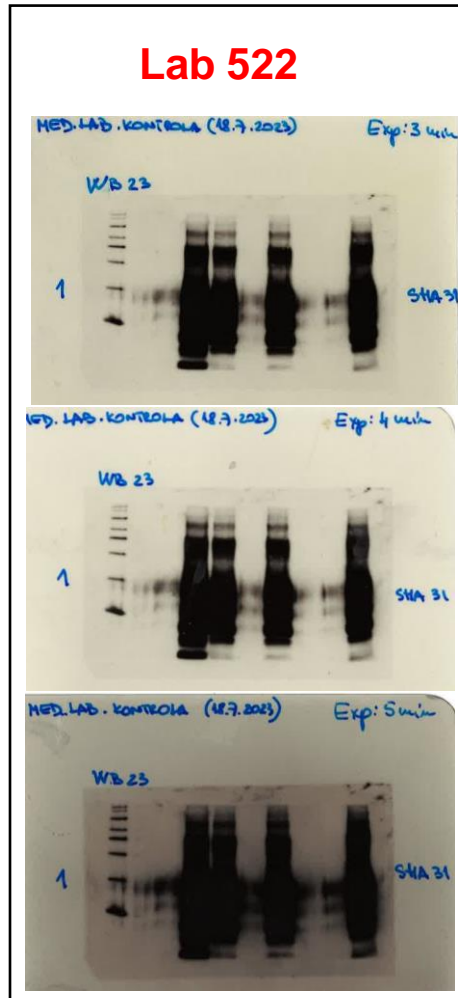 Lab 522
MED.LAB.KONTROLA (18.7.2023) Exp: 3 min
WB 23
1 SHA 31
MED. LAB. KONTROLA (18.7.2023) Exp: 4 min
WB 23
1 SHA 31
MED. LAB. KONTROLA (18.7.2023) Exp: 5 min
WB 23
1 SHA 31